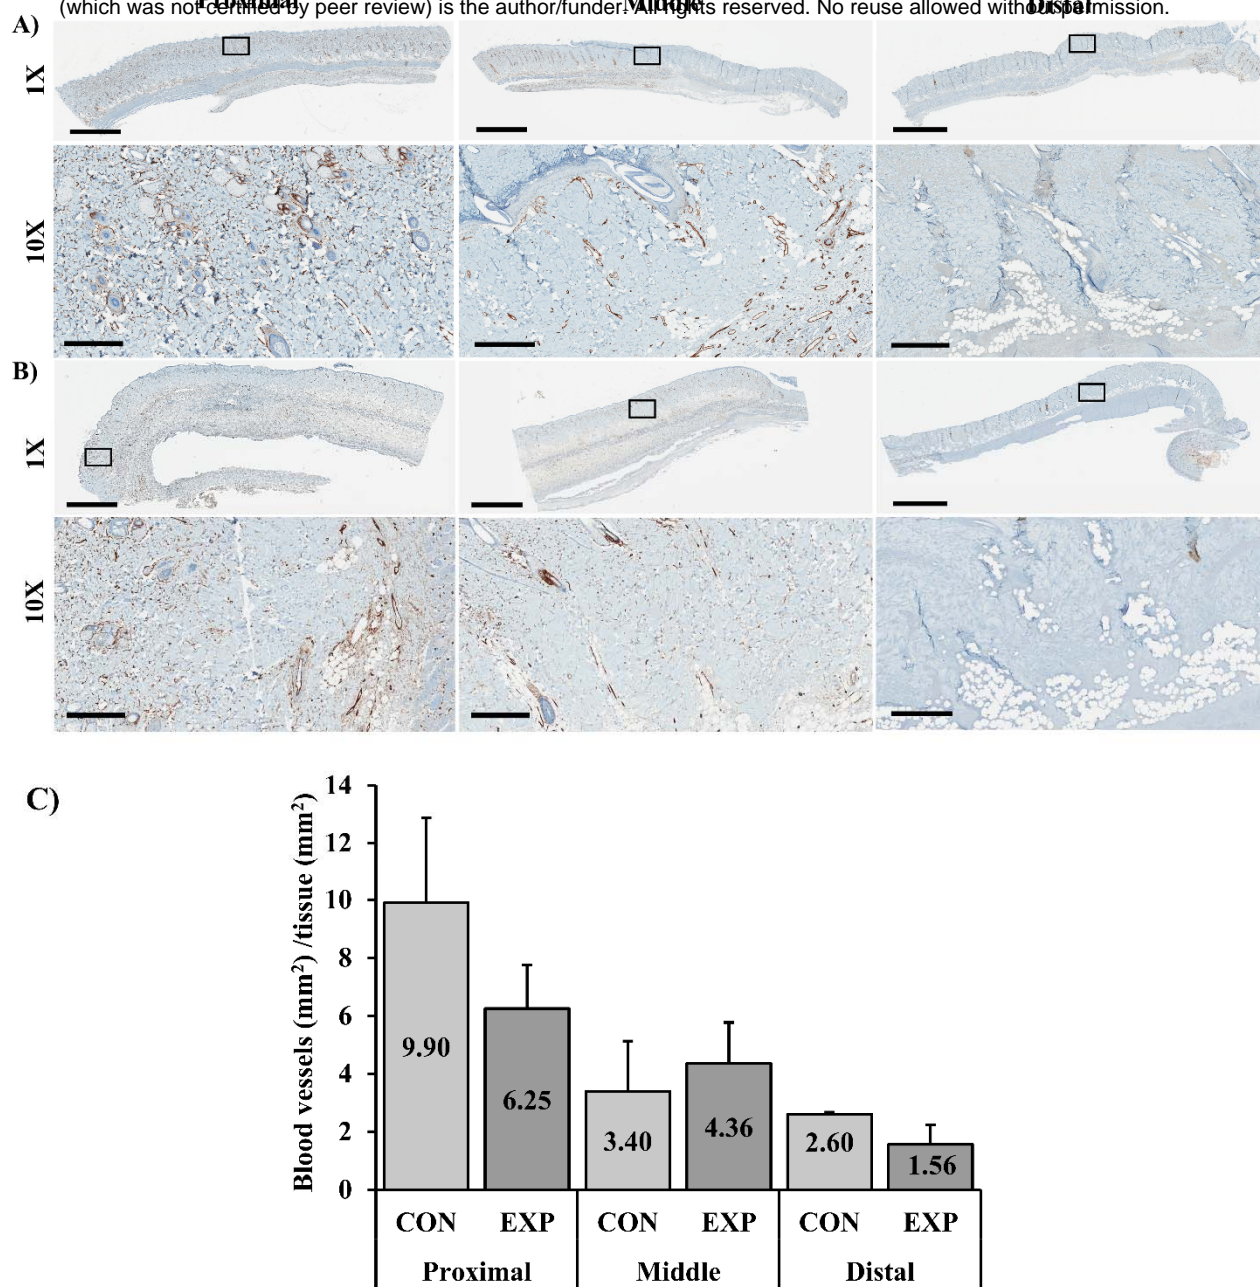 (which was not certified by peer review) is the author/funder. All rights reserved. No reuse allowed without permission.
Proximal Middle Distal
A)
1X
10X
B)
1X
10X
C)
Blood vessels (mm²) /tissue (mm²)
14
12
10
8
6
4
2
0
9.90 6.25 3.40 4.36 2.60 1.56
CON EXP CON EXP CON EXP
Proximal Middle Distal